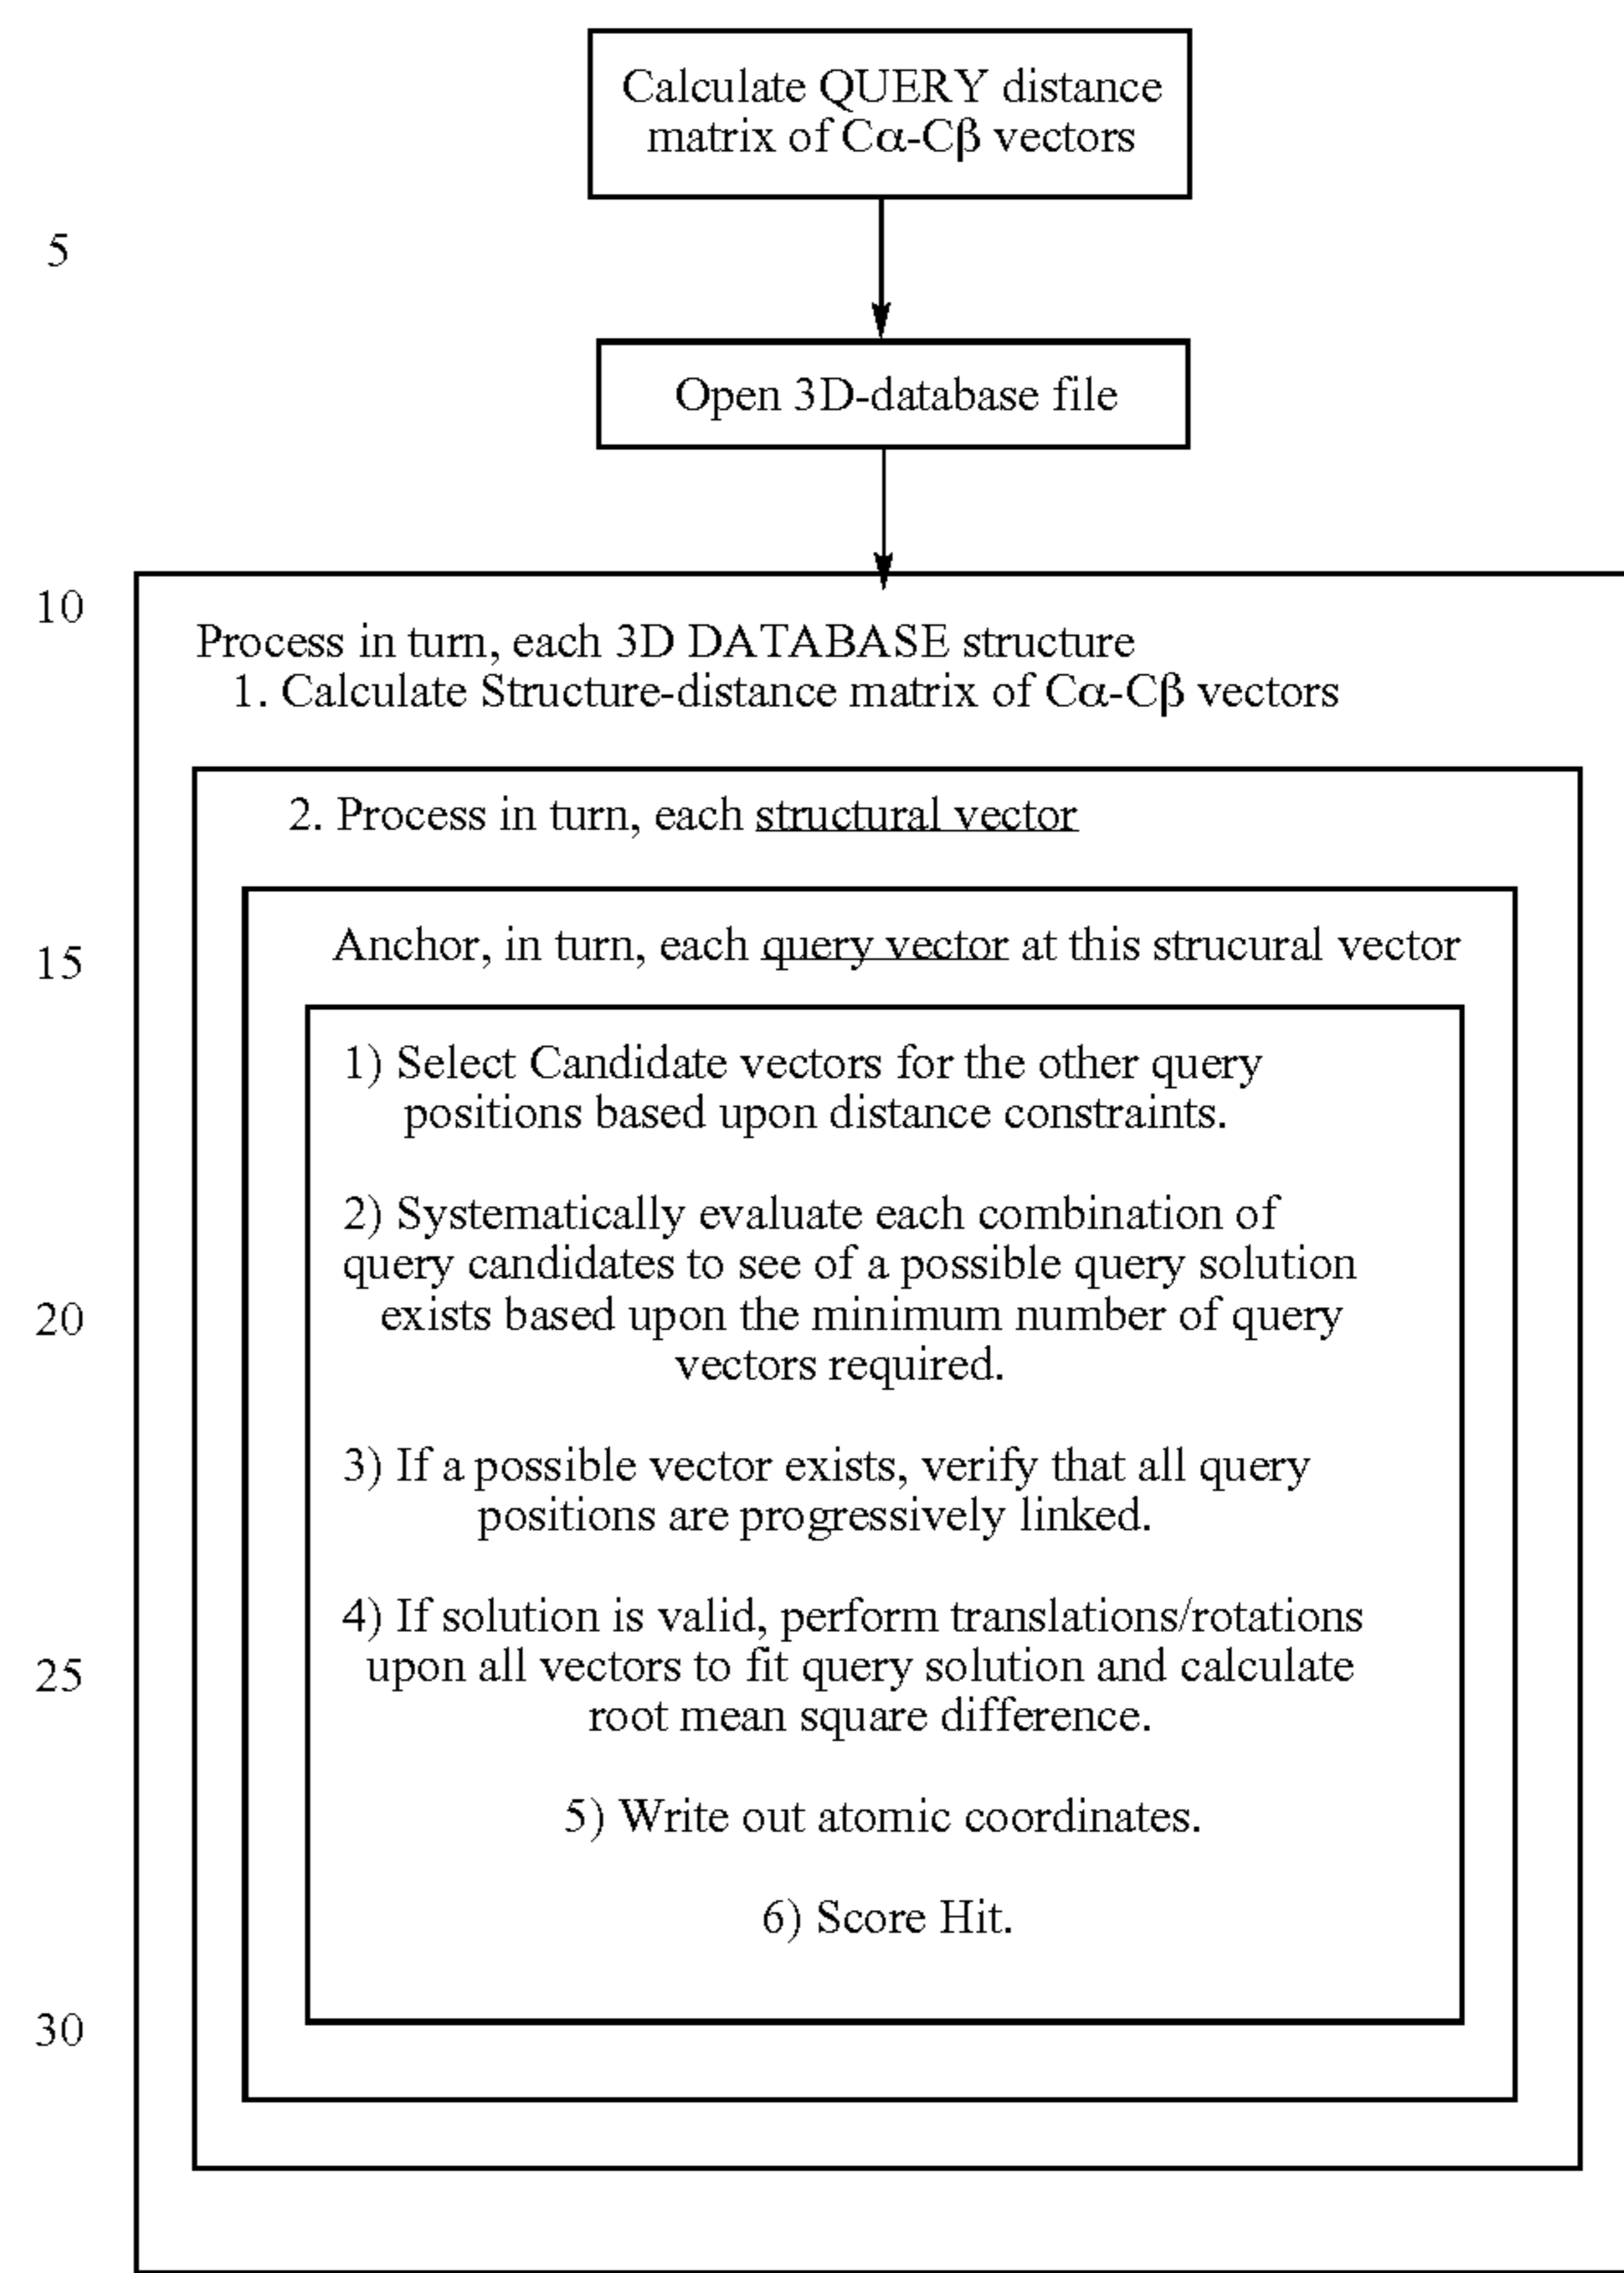 Calculate QUERY distance
matrix of Cα-Cβ vectors
5
Open 3D-database file
10
Process in turn, each 3D DATABASE structure
1. Calculate Structure-distance matrix of Cα-Cβ vectors
2. Process in turn, each structural vector
15
Anchor, in turn, each query vector at this strucural vector
1) Select Candidate vectors for the other query
positions based upon distance constraints.
2) Systematically evaluate each combination of
query candidates to see of a possible query solution
20
exists based upon the minimum number of query
vectors required.
3) If a possible vector exists, verify that all query
positions are progressively linked.
4) If solution is valid, perform translations/rotations
25
upon all vectors to fit query solution and calculate
root mean square difference.
5) Write out atomic coordinates.
6) Score Hit.
30